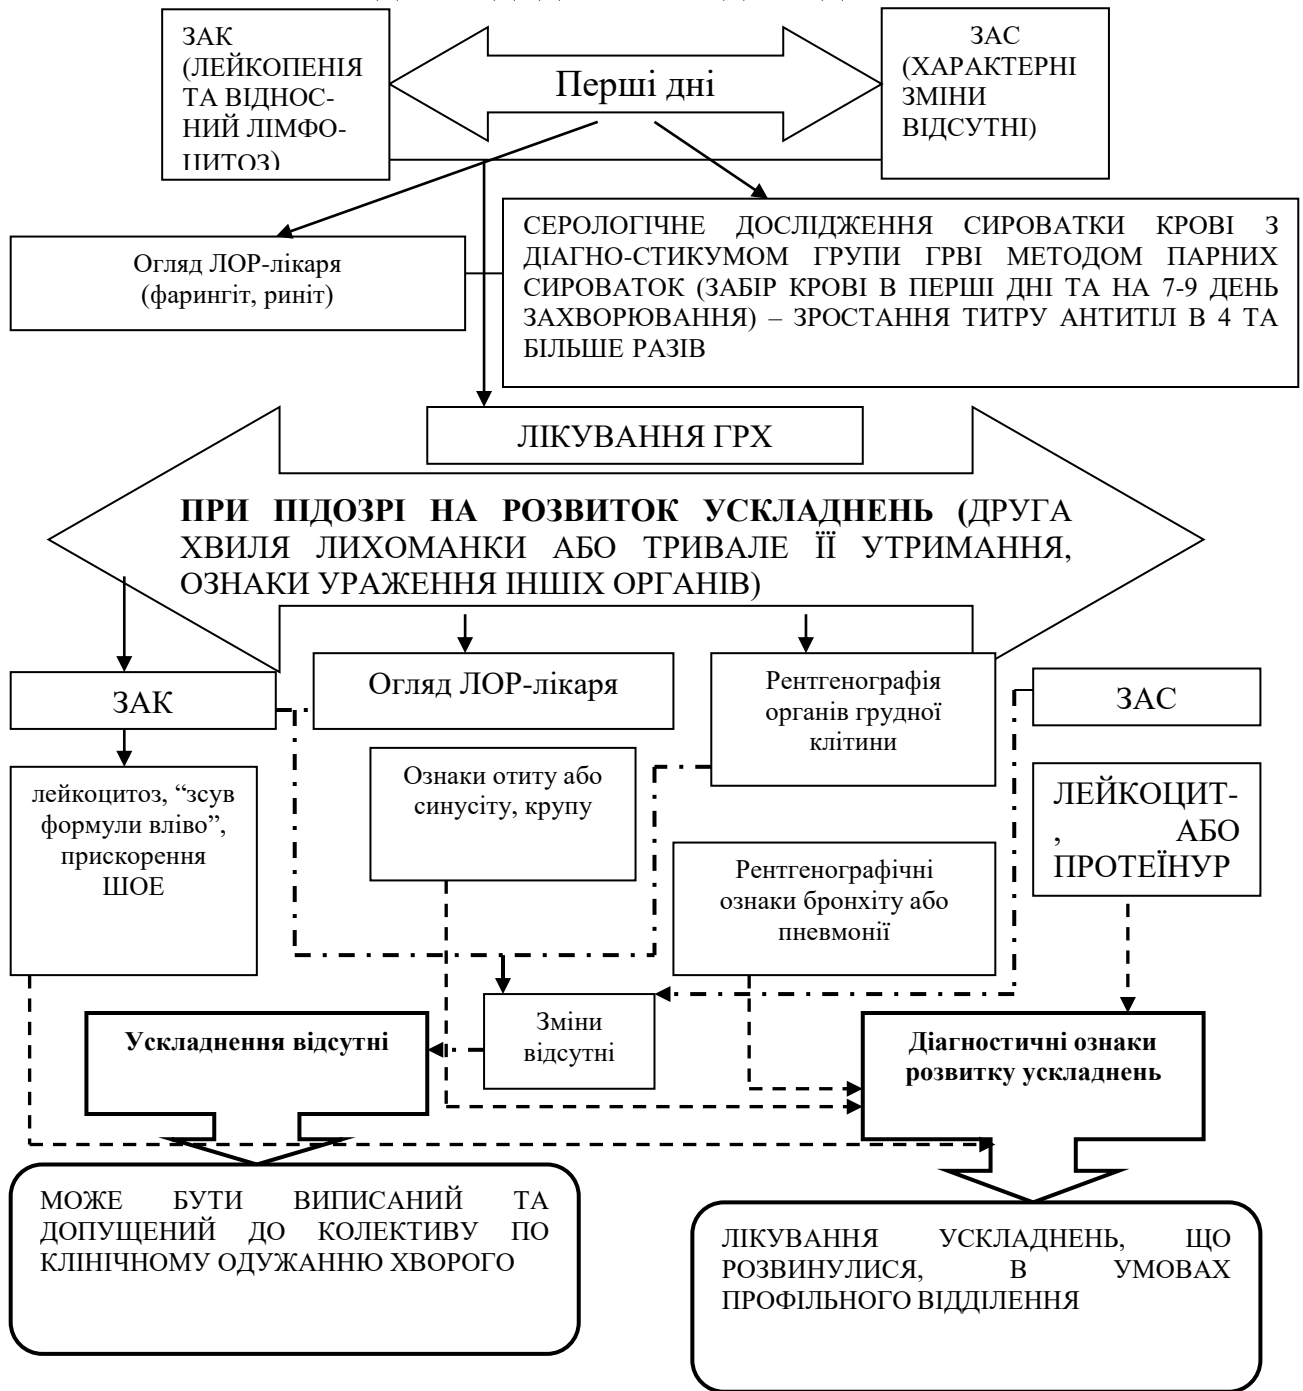 ЗАК
(ЛЕЙКОПЕНІЯ
ТА ВІДНОС-
НИЙ ЛІМФО-
ЦИТОЗ)
Перші дні
ЗАС
(ХАРАКТЕРНІ
ЗМІНИ
ВІДСУТНІ)
Огляд ЛОР-лікаря
(фарингіт, риніт)
СЕРОЛОГІЧНЕ ДОСЛІДЖЕННЯ СИРОВАТКИ КРОВІ З
ДІАГНО-СТИКУМОМ ГРУПИ ГРВІ МЕТОДОМ ПАРНИХ
СИРОВАТОК (ЗАБІР КРОВІ В ПЕРШІ ДНІ ТА НА 7-9 ДЕНЬ
ЗАХВОРЮВАННЯ) – ЗРОСТАННЯ ТИТРУ АНТИТІЛ В 4 ТА
БІЛЬШЕ РАЗІВ
ЛІКУВАННЯ ГРХ
ПРИ ПІДОЗРІ НА РОЗВИТОК УСКЛАДНЕНЬ (ДРУГА
ХВИЛЯ ЛИХОМАНКИ АБО ТРИВАЛЕ ЇЇ УТРИМАННЯ,
ОЗНАКИ УРАЖЕННЯ ІНШІХ ОРГАНІВ)
ЗАК
Огляд ЛОР-лікаря
Рентгенографія
органів грудної
клітини
ЗАС
лейкоцитоз, “зсув
формули вліво”,
прискорення
ШОЕ
Ознаки отиту або
синусіту, крупу
Рентгенографічні
ознаки бронхіту або
пневмонії
ЛЕЙКОЦИТ-
, АБО
ПРОТЕЇНУР
Зміни
відсутні
Ускладнення відсутні
Діагностичні ознаки
розвитку ускладнень
МОЖЕ БУТИ ВИПИСАНИЙ ТА
ДОПУЩЕНИЙ ДО КОЛЕКТИВУ ПО
КЛІНІЧНОМУ ОДУЖАННЮ ХВОРОГО
ЛІКУВАННЯ УСКЛАДНЕНЬ, ЩО
РОЗВИНУЛИСЯ, В УМОВАХ
ПРОФІЛЬНОГО ВІДДІЛЕННЯ